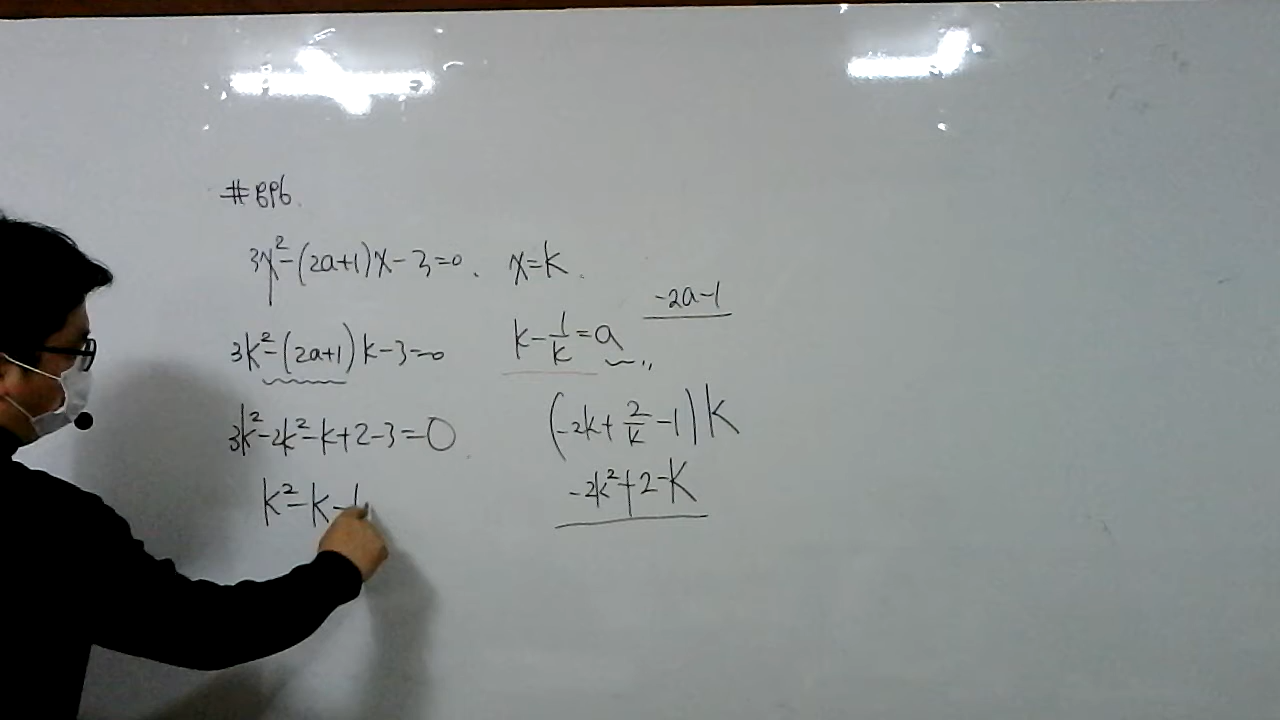 3x²-(2a+1)x-3=0. x=k.
-2a-1
3k²-(2a+1)k-3=0 k-1/k=a
3k²-2k²-k+2-3=0 (-2k+2/k-1)k
k²-k-1 -2k²+2-k